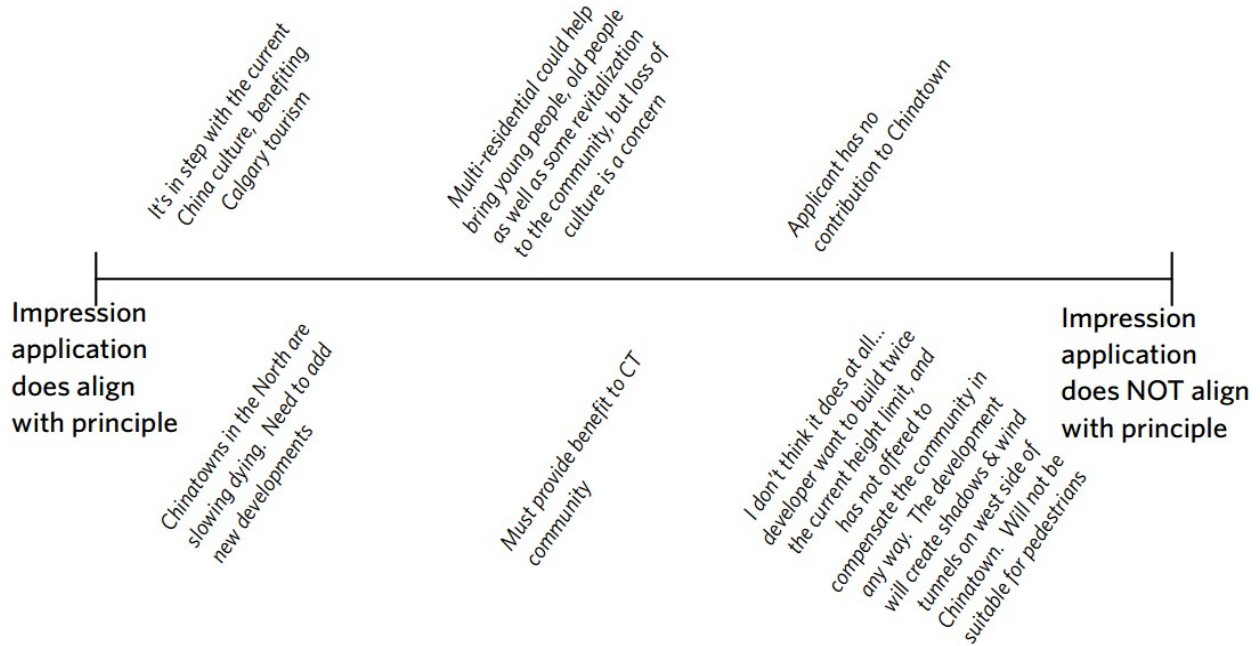 It's in step with the current
China culture, benefiting
Calgary tourism
Multi-residential could help
bring young people, old people
as well as some revitalization
to the community, but loss of
culture is a concern
Applicant has no
contribution to Chinatown
Impression
application
does align
with principle
Impression
application
does NOT align
with principle
Chinatowns in the North are
slowing dying. Need to add
new developments
Must provide benefit to CT
community
I don't think it does at all...
developer want to build twice
the current height limit, and
has not offered to
compensate the community in
any way. The development
will create shadows & wind
tunnels on west side of
Chinatown. Will not be
suitable for pedestrians